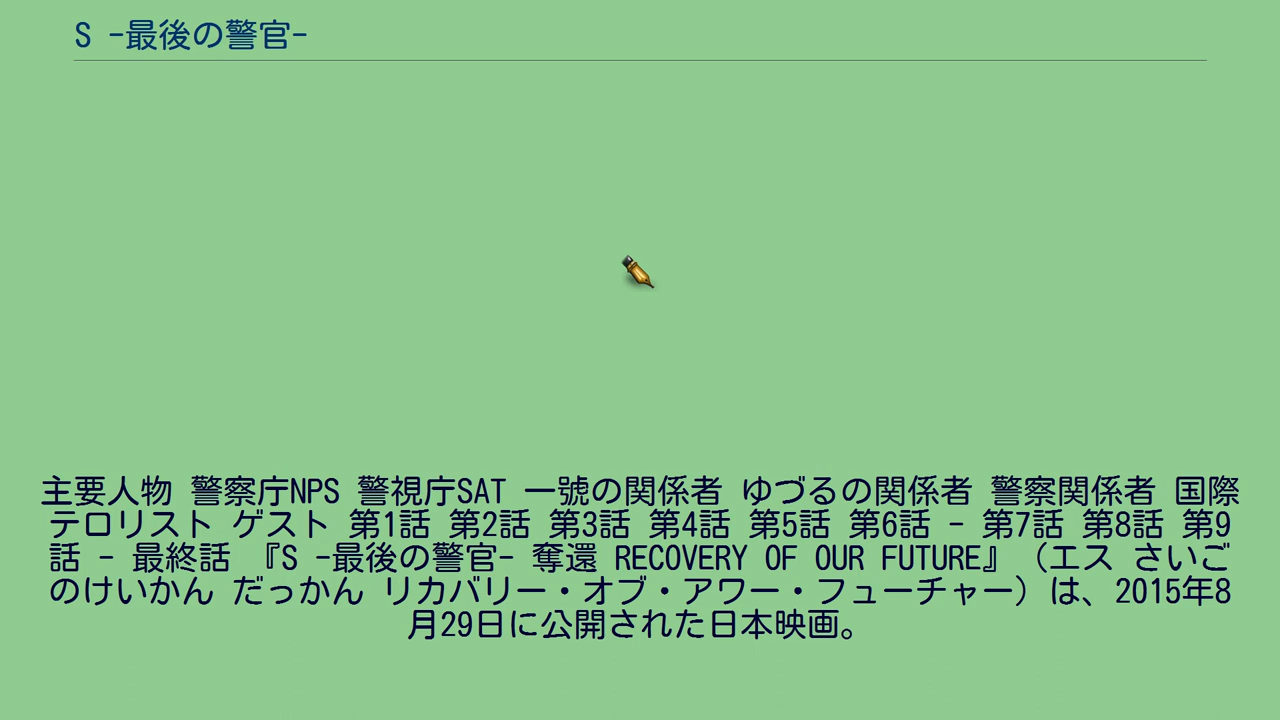 S -最後の警官-
主要人物 警察庁NPS 警視庁SAT 一號の関係者 ゆづるの関係者 警察関係者 国際
テロリスト ゲスト 第1話 第2話 第3話 第4話 第5話 第6話 - 第7話 第8話 第9
話 - 最終話 『S -最後の警官- 奪還 RECOVERY OF OUR FUTURE』（エス さいご
のけいかん だっかん リカバリー・オブ・アワー・フューチャー）は、2015年8
月29日に公開された日本映画。